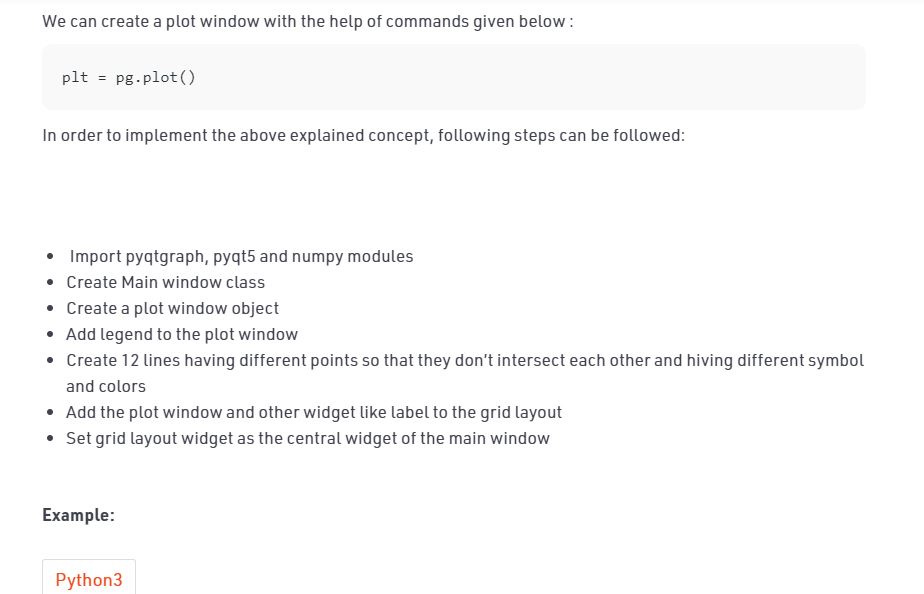 We can create a plot window with the help of commands given below :
plt = pg.plot()
In order to implement the above explained concept, following steps can be followed:
• Import pyqtgraph, pyqt5 and numpy modules
• Create Main window class
• Create a plot window object
• Add legend to the plot window
• Create 12 lines having different points so that they don't intersect each other and hiving different symbol
and colors
• Add the plot window and other widget like label to the grid layout
• Set grid layout widget as the central widget of the main window
Example:
Python3